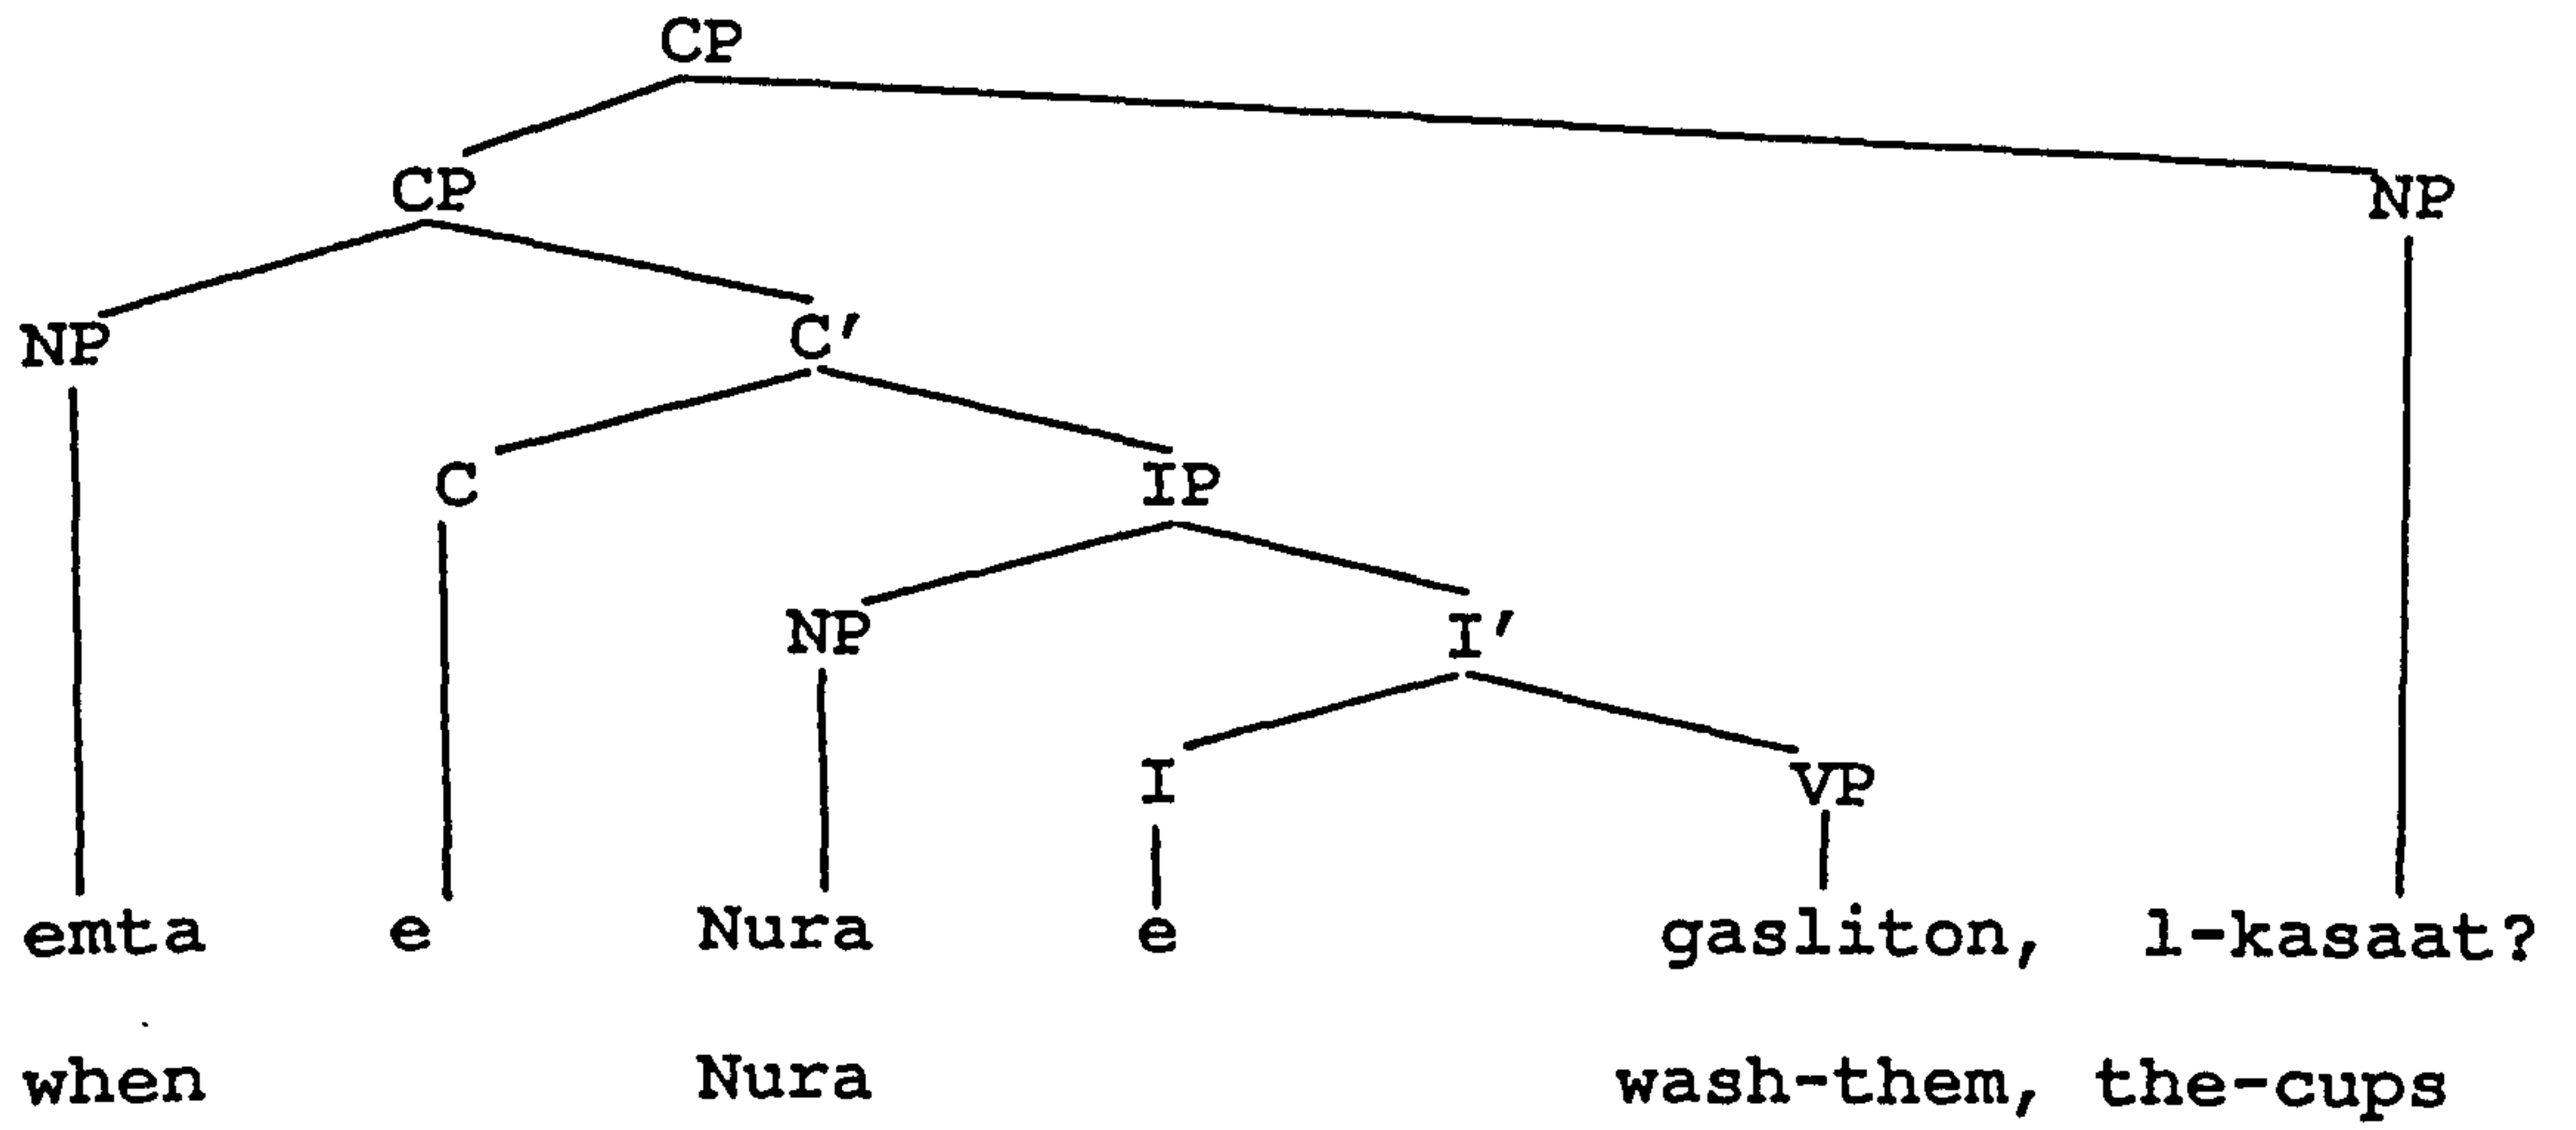 CP
CP NP
NP C'
C IP
NP I'
I VP
emta e Nura e gasliton, l-kasaat?
when Nura wash-them, the-cups